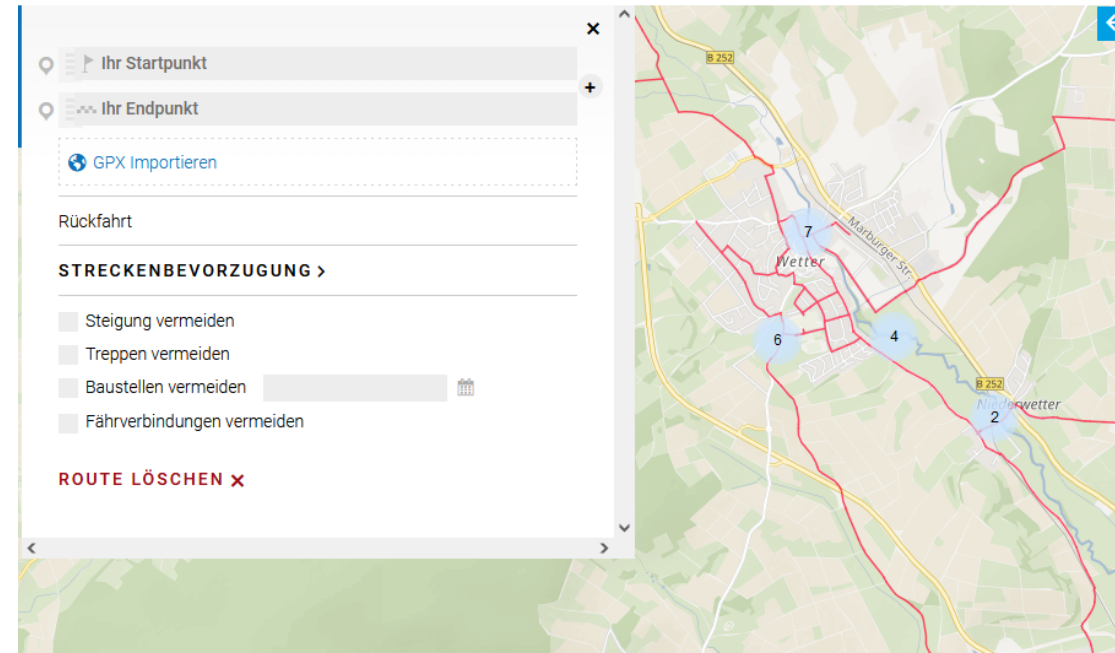 Ihr Startpunkt
Ihr Endpunkt
GPX Importieren
Rückfahrt
STRECKENBEVORZUGUNG
Steigung vermeiden
Treppen vermeiden
Baustellen vermeiden
Fährverbindungen vermeiden
ROUTE LÖSCHEN
B 252
7
Marburger Str.
Wetter
6
4
B 252
Niederwetter
2